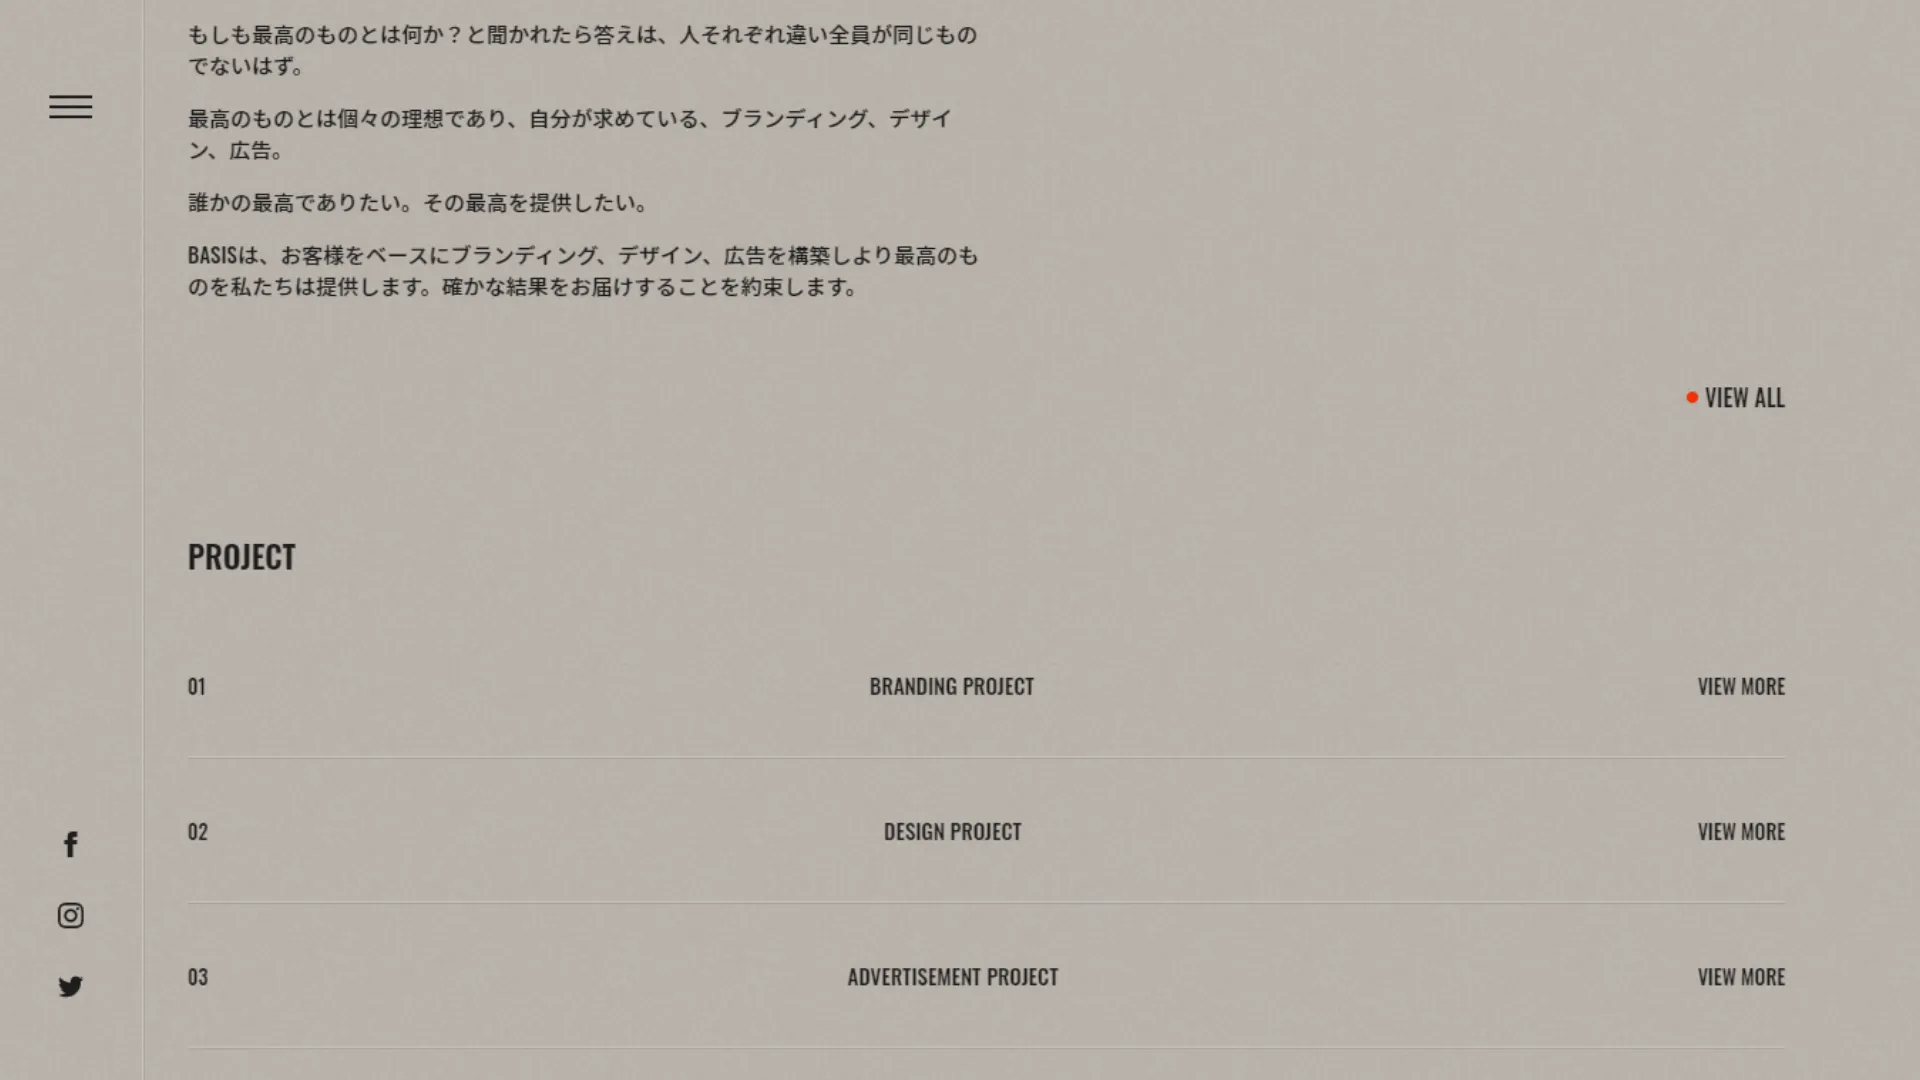 もしも最高のものとは何か？と聞かれたら答えは、人それぞれ違い全員が同じもの
でないはず。
最高のものとは個々の理想であり、自分が求めている、ブランディング、デザイ
ン、広告。
誰かの最高でありたい。その最高を提供したい。
BASISは、お客様をベースにブランディング、デザイン、広告を構築しより最高のも
のを私たちは提供します。確かな結果をお届けすることを約束します。
VIEW ALL
PROJECT
01 BRANDING PROJECT VIEW MORE
02 DESIGN PROJECT VIEW MORE
03 ADVERTISEMENT PROJECT VIEW MORE